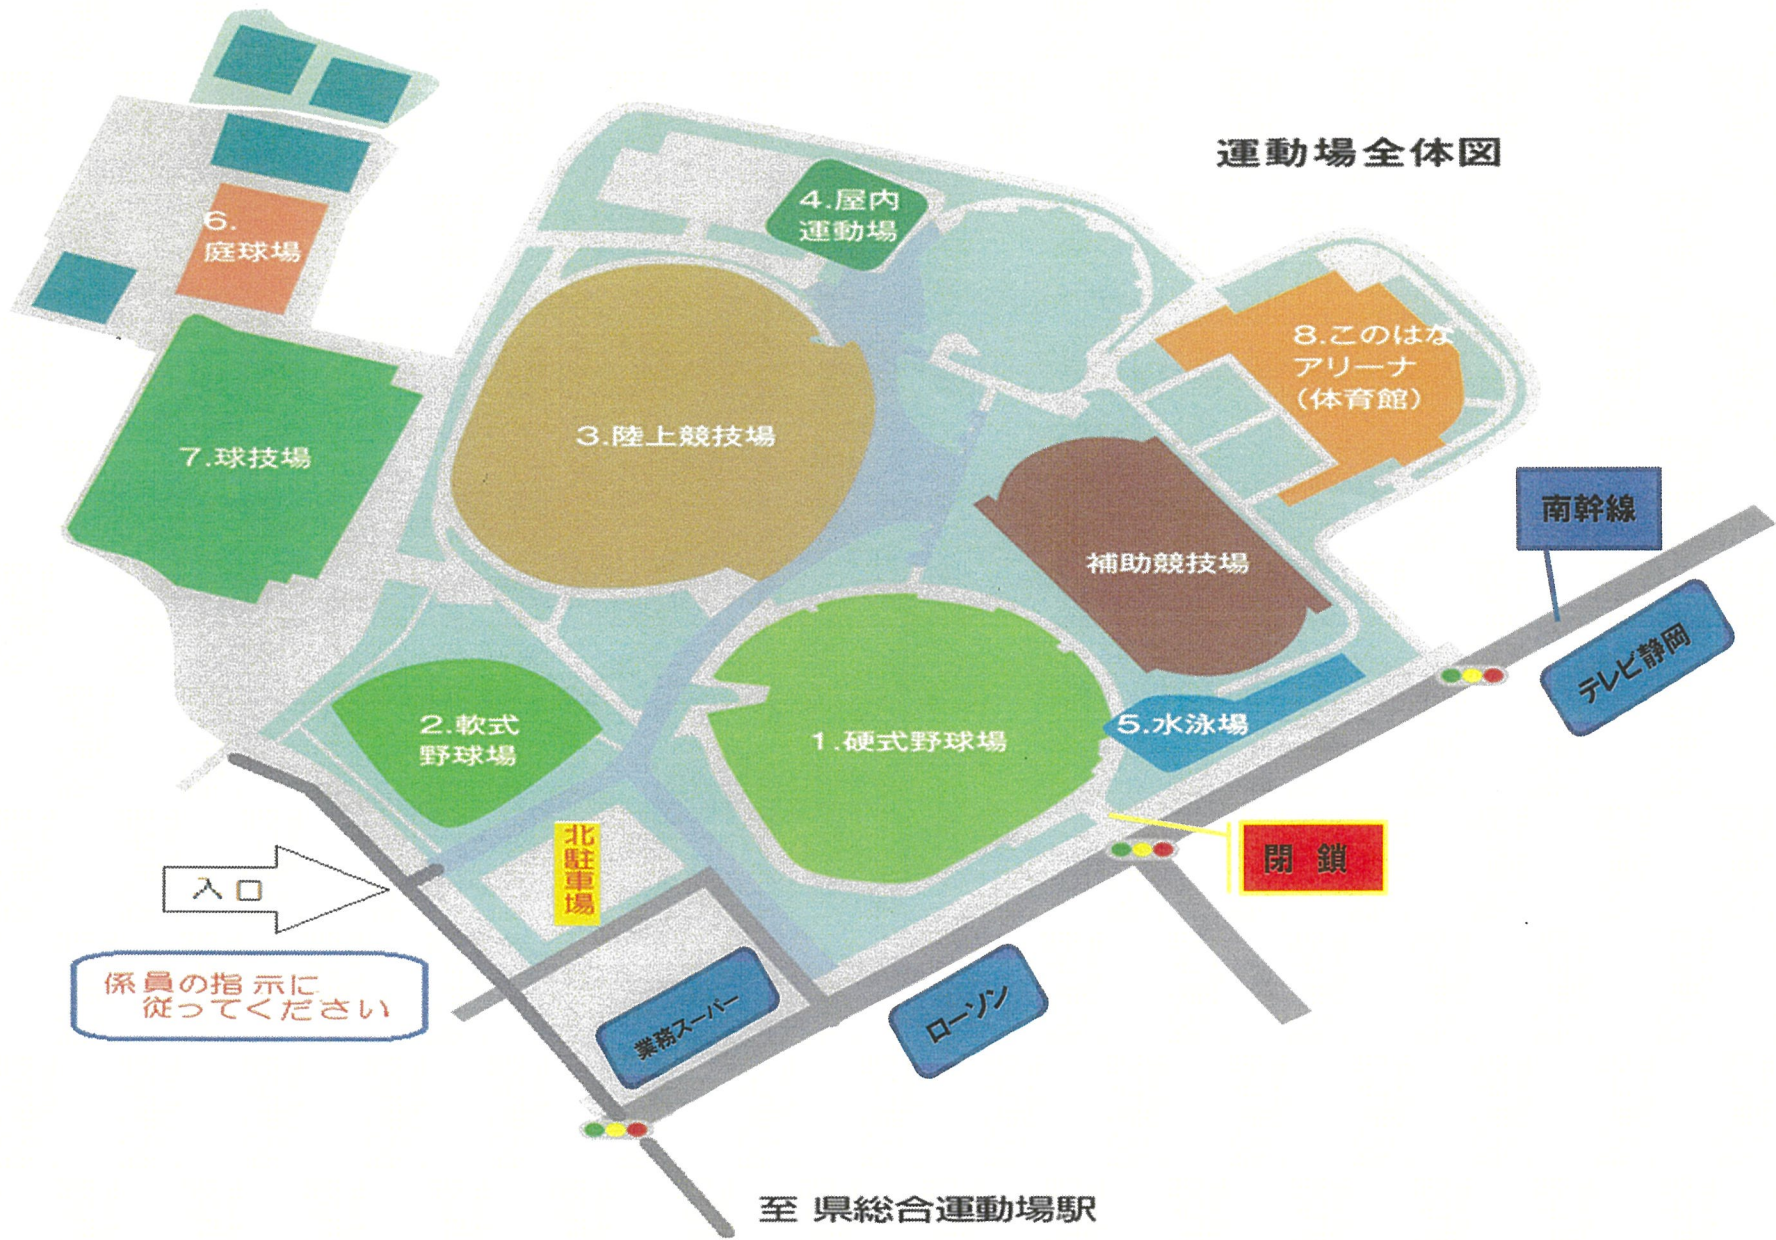 運動場全体図
4.屋内
運動場
6.
庭球場
8.このはな
アリーナ
(体育館)
3.陸上競技場
7.球技場
南幹線
補助競技場
テレビ静岡
2.軟式
野球場
1.硬式野球場
5.水泳場
北駐車場
閉 鎖
入口
係員の指示に
従ってください
業務スーパー
ローソン
至 県総合運動場駅